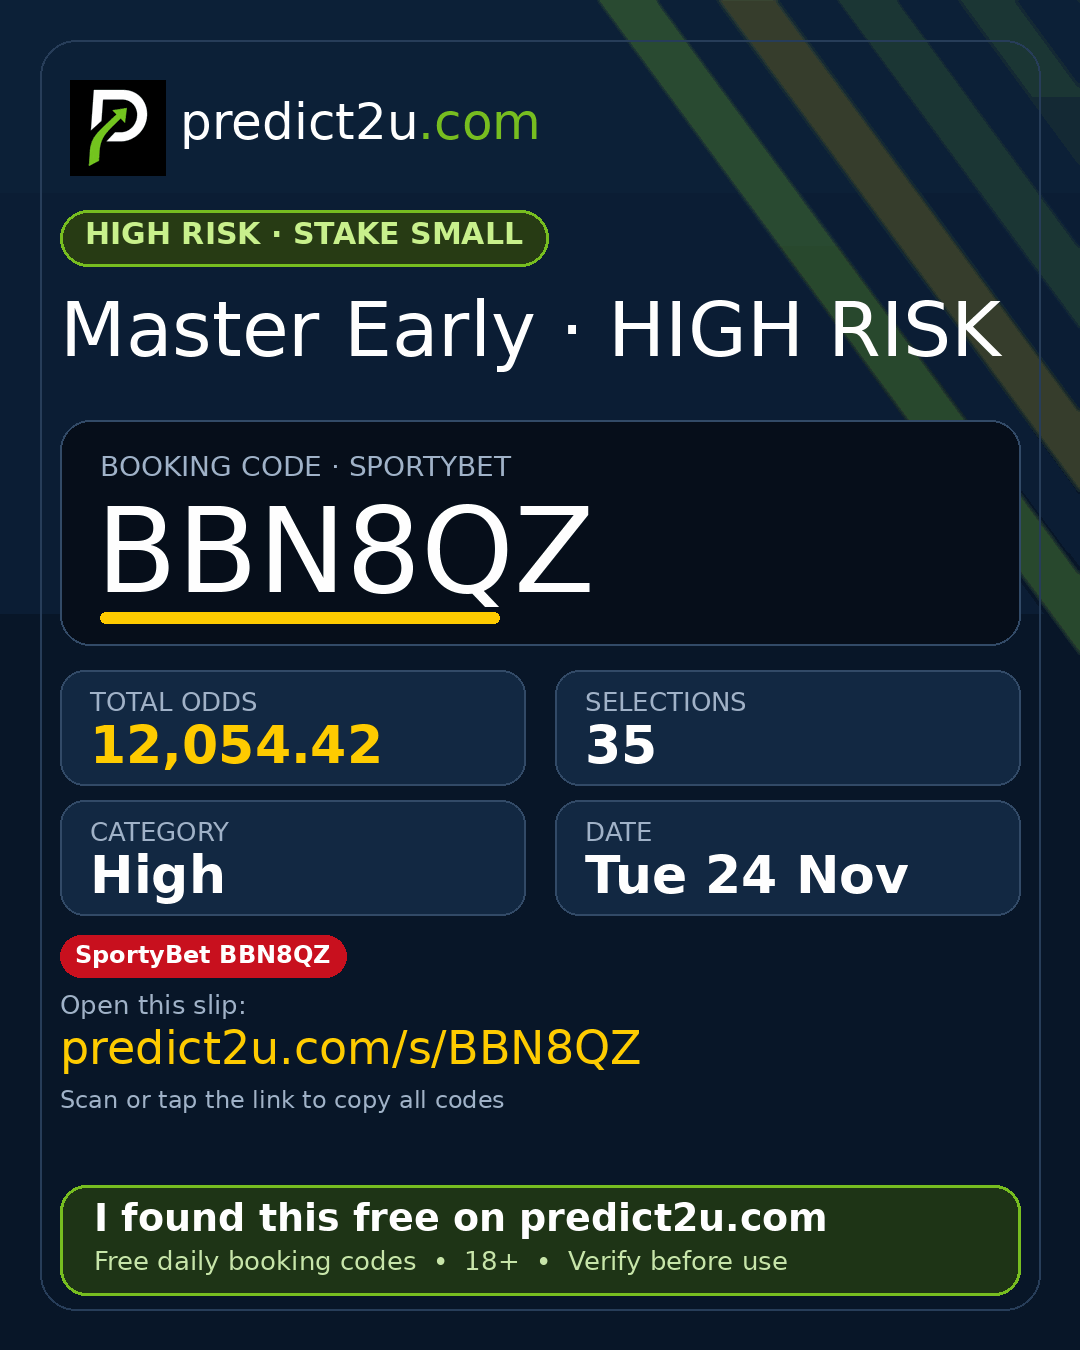 predict2u.com
HIGH RISK · STAKE SMALL
Master Early · HIGH RISK
BOOKING CODE · SPORTYBET
BBN8QZ
TOTAL ODDS
12,054.42
SELECTIONS
35
CATEGORY
High
DATE
Tue 24 Nov
SportyBet BBN8QZ
Open this slip:
predict2u.com/s/BBN8QZ
Scan or tap the link to copy all codes
I found this free on predict2u.com
Free daily booking codes • 18+ • Verify before use